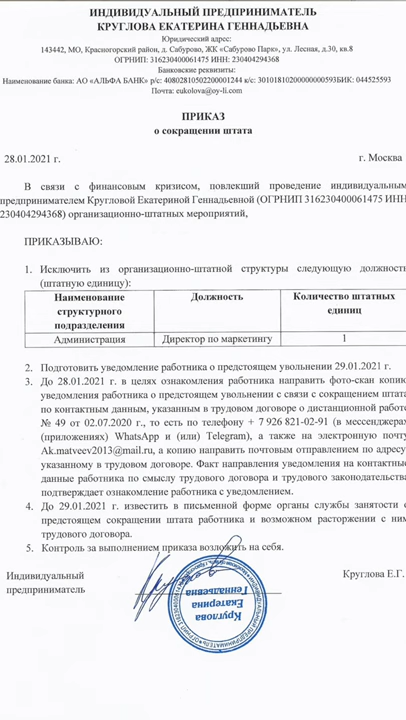 ИНДИВИДУАЛЬНЫЙ ПРЕДПРИНИМАТЕЛЬ
КРУГЛОВА ЕКАТЕРИНА ГЕННАДЬЕВНА
Юридический адрес:
143442, МО, Красногорский район, д. Сабурово, ЖК «Сабурово Парк», ул. Лесная, д.30, кв.8
ОГРНИП: 316230400061475 ИНН: 230404294368
Банковские реквизиты:
Наименование банка: АО «АЛЬФА БАНК» р/с: 40802810502200001244 к/с: 30101810200000000593БИК: 044525593
Почта: eukolova@oy-li.com
ПРИКАЗ
о сокращении штата
28.01.2021 г. г. Москва
В связи с финансовым кризисом, повлекший проведение индивидуальным
предпринимателем Кругловой Екатериной Геннадьевной (ОГРНИП 316230400061475 ИНН
230404294368) организационно-штатных мероприятий,
ПРИКАЗЫВАЮ:
1. Исключить из организационно-штатной структуры следующую должность
(штатную единицу):
Наименование структурного подразделения Должность Количество штатных единиц
Администрация Директор по маркетингу 1
2. Подготовить уведомление работника о предстоящем увольнении 29.01.2021 г.
3. До 28.01.2021 г. в целях ознакомления работника направить фото-скан копию
уведомления работника о предстоящем увольнении с связи с сокращением штата
по контактным данным, указанным в трудовом договоре о дистанционной работе
№ 49 от 02.07.2020 г., то есть по телефону + 7 926 821-02-91 (в мессенджерах
(приложениях) WhatsApp и (или) Telegram), а также на электронную почту
Ak.matveev2013@mail.ru, а копию направить почтовым отправлением по адресу,
указанному в трудовом договоре. Факт направления уведомления на контактные
данные работника по смыслу трудового договора и трудового законодательства
подтверждает ознакомление работника с уведомлением.
4. До 29.01.2021 г. известить в письменной форме органы службы занятости о
предстоящем сокращении штата работника и возможном расторжении с ним
трудового договора.
5. Контроль за выполнением приказа возложить на себя.
Индивидуальный
предприниматель
Круглова Е.Г.
Круглова
Екатерина
Геннадьевна